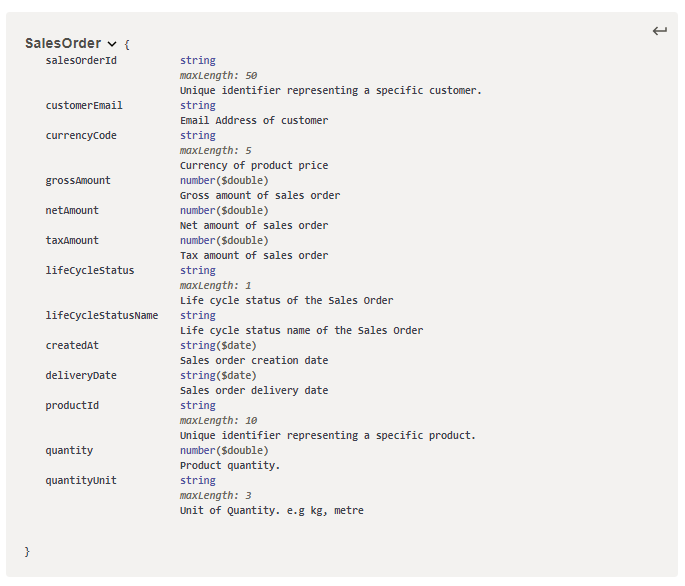 SalesOrder {
salesOrderId string
maxLength: 50
Unique identifier representing a specific customer.
customerEmail string
Email Address of customer
currencyCode string
maxLength: 5
Currency of product price
grossAmount number($double)
Gross amount of sales order
netAmount number($double)
Net amount of sales order
taxAmount number($double)
Tax amount of sales order
lifeCycleStatus string
maxLength: 1
Life cycle status of the Sales Order
lifeCycleStatusName string
Life cycle status name of the Sales Order
createdAt string($date)
Sales order creation date
deliveryDate string($date)
Sales order delivery date
productId string
maxLength: 10
Unique identifier representing a specific product.
quantity number($double)
Product quantity.
quantityUnit string
maxLength: 3
Unit of Quantity. e.g kg, metre
}